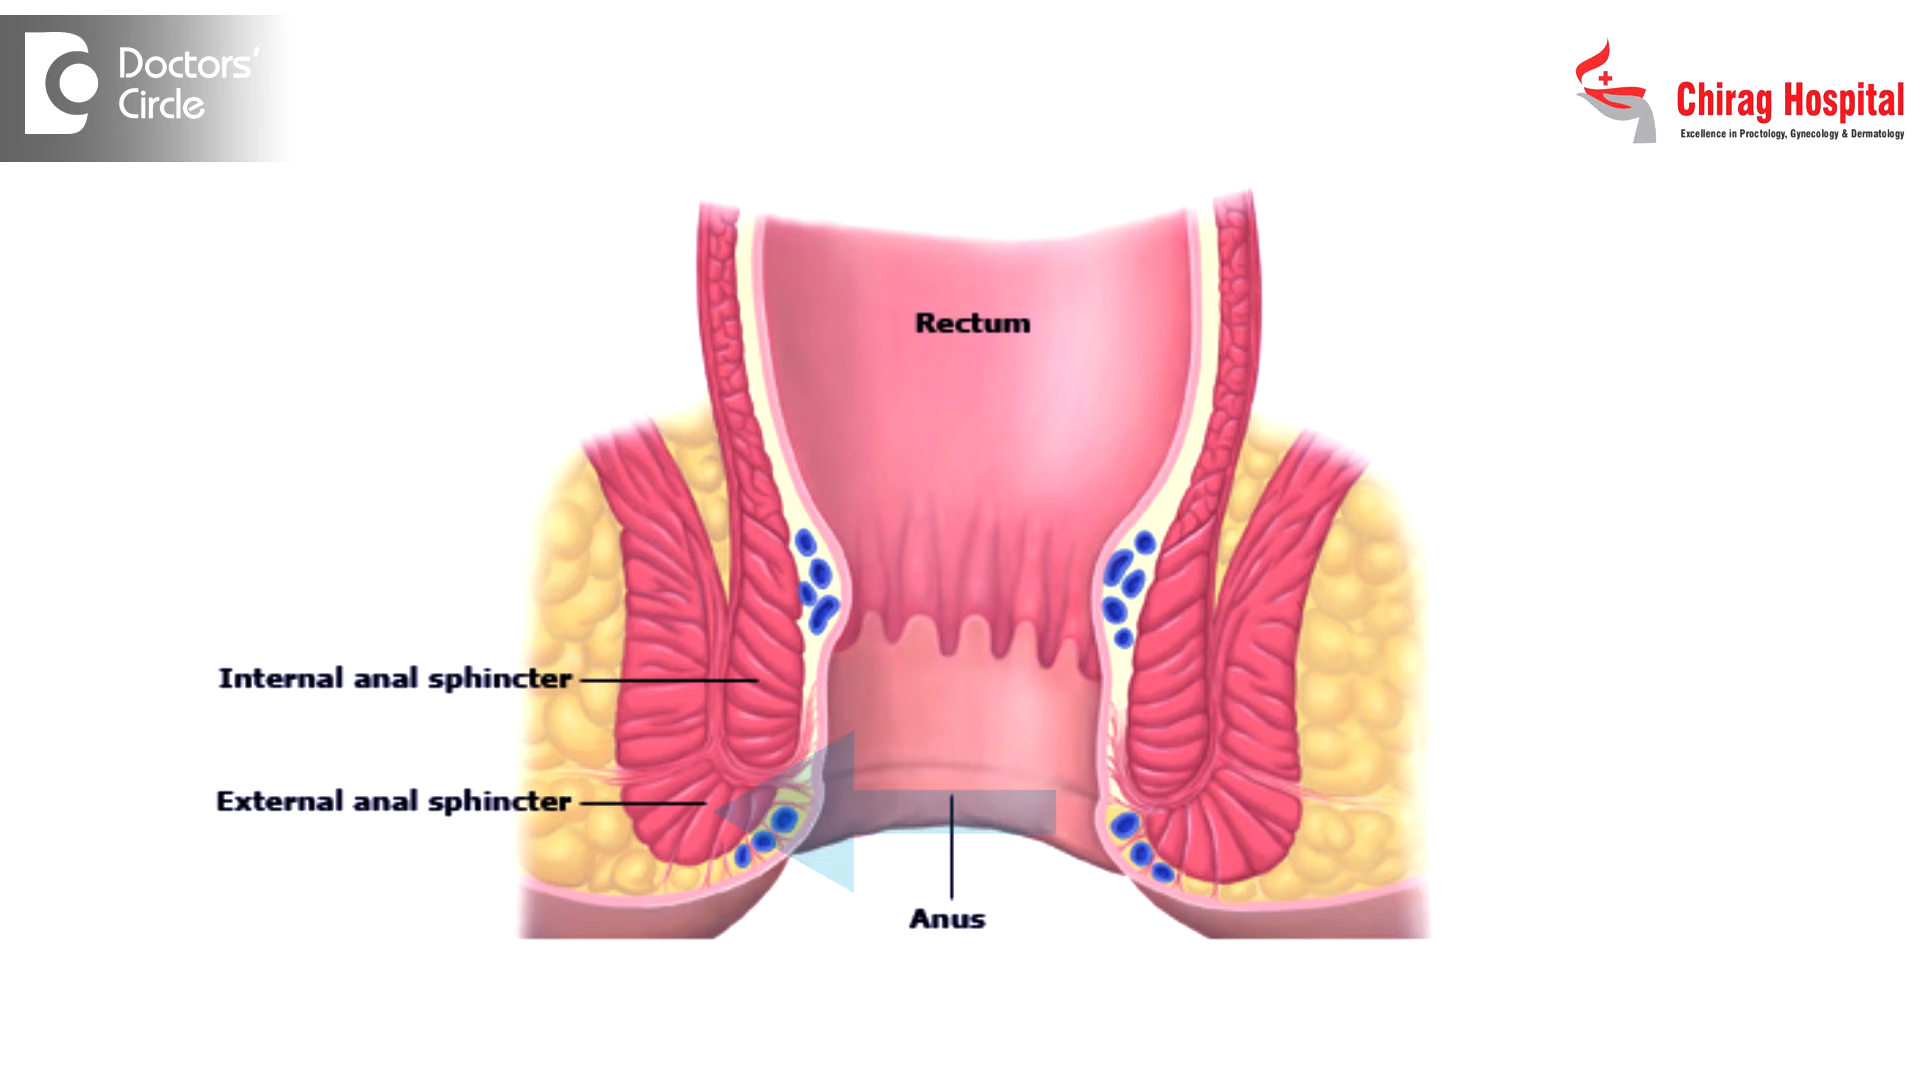 Doctors'
Circle
Chirag Hospital
Excellence in Proctology, Gynecology & Dermatology
Rectum
Internal anal sphincter
External anal sphincter
Anus